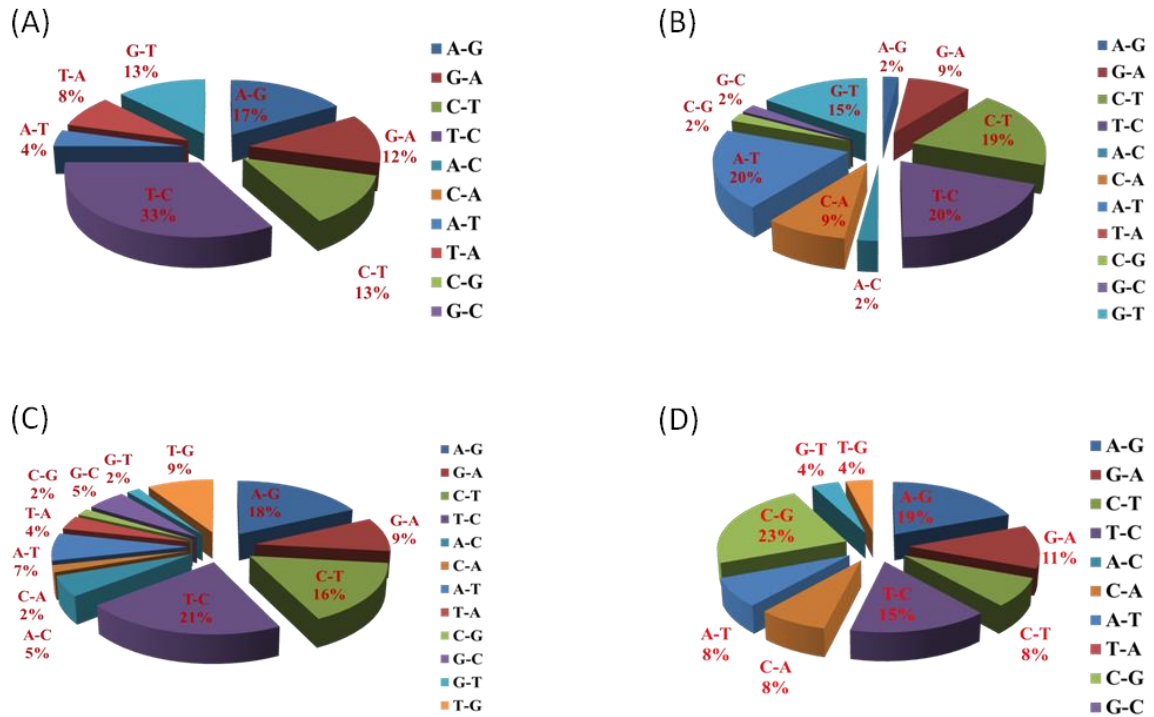 (A)
G-T
13%
T-A
8%
A-T
4%
A-G
17%
G-A
12%
T-C
33%
C-T
13%
A-G
G-A
C-T
T-C
A-C
C-A
A-T
T-A
C-G
G-C
(B)
A-G
2%
G-A
9%
G-C
2%
C-G
2%
G-T
15%
C-T
19%
A-T
20%
T-C
20%
C-A
9%
A-C
2%
A-G
G-A
C-T
T-C
A-C
C-A
A-T
T-A
C-G
G-C
G-T
(C)
T-G
9%
G-T
2%
G-C
5%
C-G
2%
T-A
4%
A-T
7%
C-A
2%
A-C
5%
A-G
18%
G-A
9%
C-T
16%
T-C
21%
A-G
G-A
C-T
T-C
A-C
C-A
A-T
T-A
C-G
G-C
G-T
T-G
(D)
G-T
4%
T-G
4%
A-G
19%
C-G
23%
G-A
11%
T-C
15%
C-T
8%
A-T
8%
C-A
8%
A-G
G-A
C-T
T-C
A-C
C-A
A-T
T-A
C-G
G-C